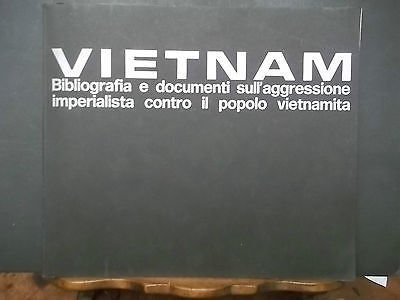 VIETNAM
Bibliografia e documenti sull'aggressione
imperialista contro il popolo vietnamita